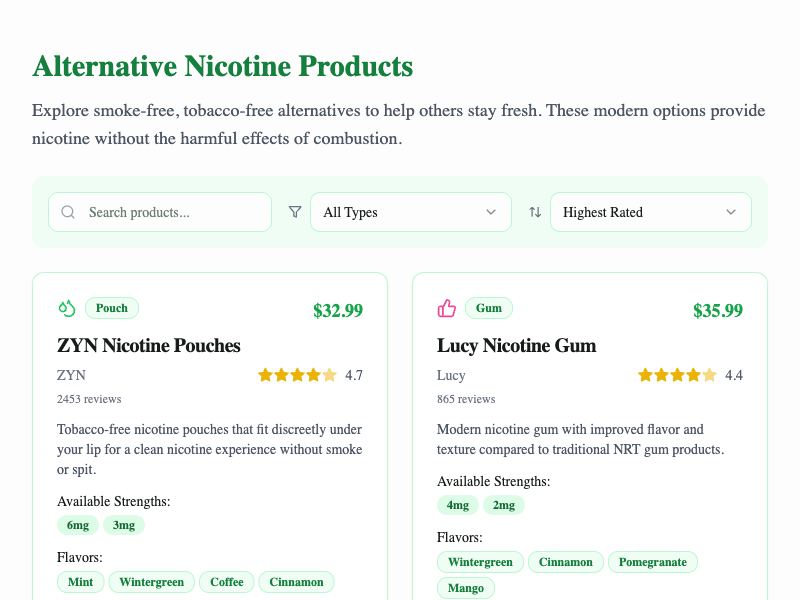 Alternative Nicotine Products
Explore smoke-free, tobacco-free alternatives to help others stay fresh. These modern options provide
nicotine without the harmful effects of combustion.
Search products...
All Types
Highest Rated
Pouch
$32.99
ZYN Nicotine Pouches
ZYN
4.7
2453 reviews
Tobacco-free nicotine pouches that fit discreetly under
your lip for a clean nicotine experience without smoke
or spit.
Available Strengths:
6mg 3mg
Flavors:
Mint Wintergreen Coffee Cinnamon
Gum
$35.99
Lucy Nicotine Gum
Lucy
4.4
865 reviews
Modern nicotine gum with improved flavor and
texture compared to traditional NRT gum products.
Available Strengths:
4mg 2mg
Flavors:
Wintergreen Cinnamon Pomegranate
Mango